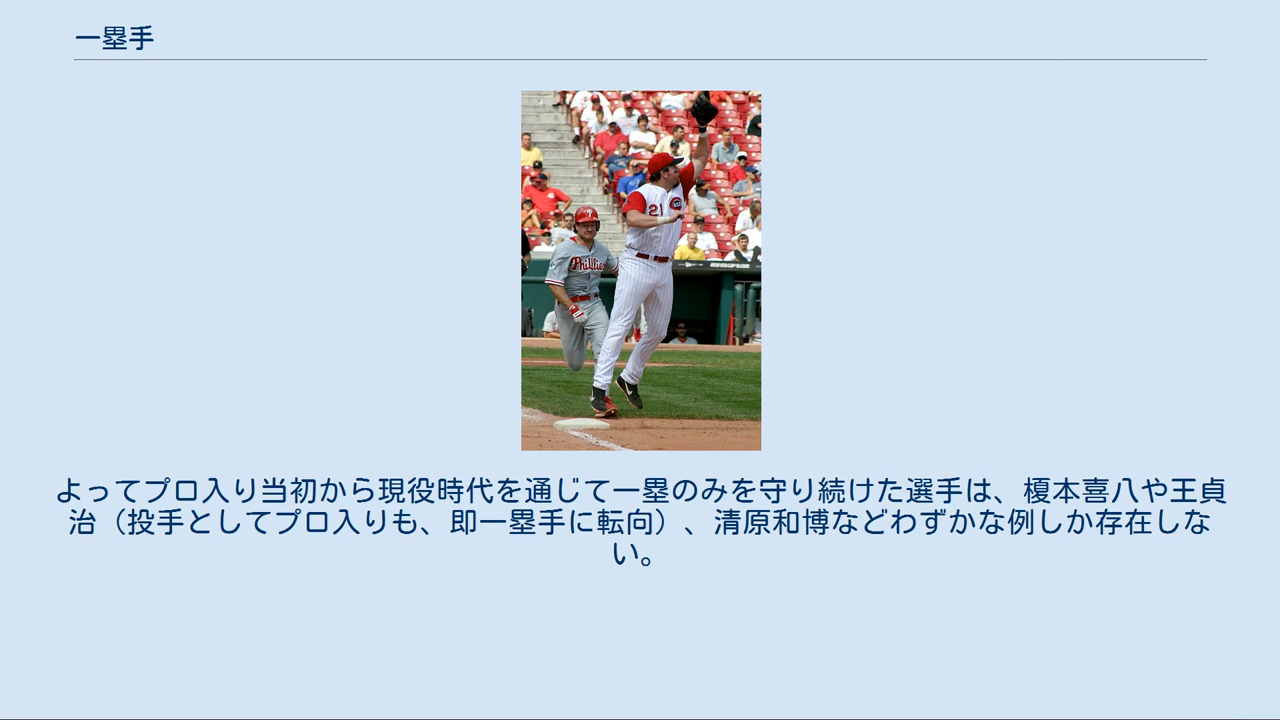 一塁手
21
Phillies
よってプロ入り当初から現役時代を通じて一塁のみを守り続けた選手は、榎本喜八や王貞
治（投手としてプロ入りも、即一塁手に転向）、清原和博などわずかな例しか存在しな
い。